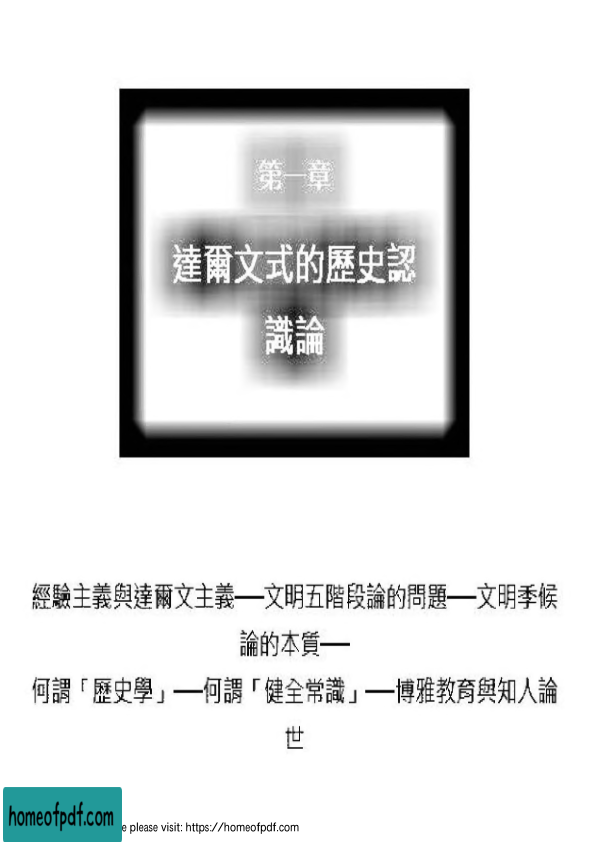 第一章
達爾文式的歷史認
識論
經驗主義與達爾文主義──文明五階段論的問題──文明季候
論的本質──
何謂「歷史學」──何謂「健全常識」──博雅教育與知人論
世
homeofpdf.com
e please visit: https://homeofpdf.com